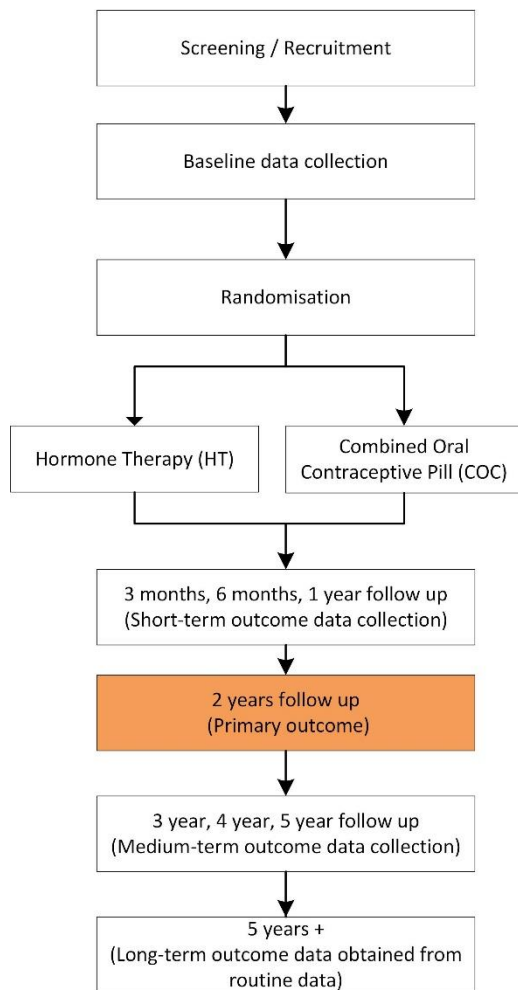 Screening / Recruitment
Baseline data collection
Randomisation
Hormone Therapy (HT)
Combined Oral
Contraceptive Pill (COC)
3 months, 6 months, 1 year follow up
(Short-term outcome data collection)
2 years follow up
(Primary outcome)
3 year, 4 year, 5 year follow up
(Medium-term outcome data collection)
5 years +
(Long-term outcome data obtained from
routine data)